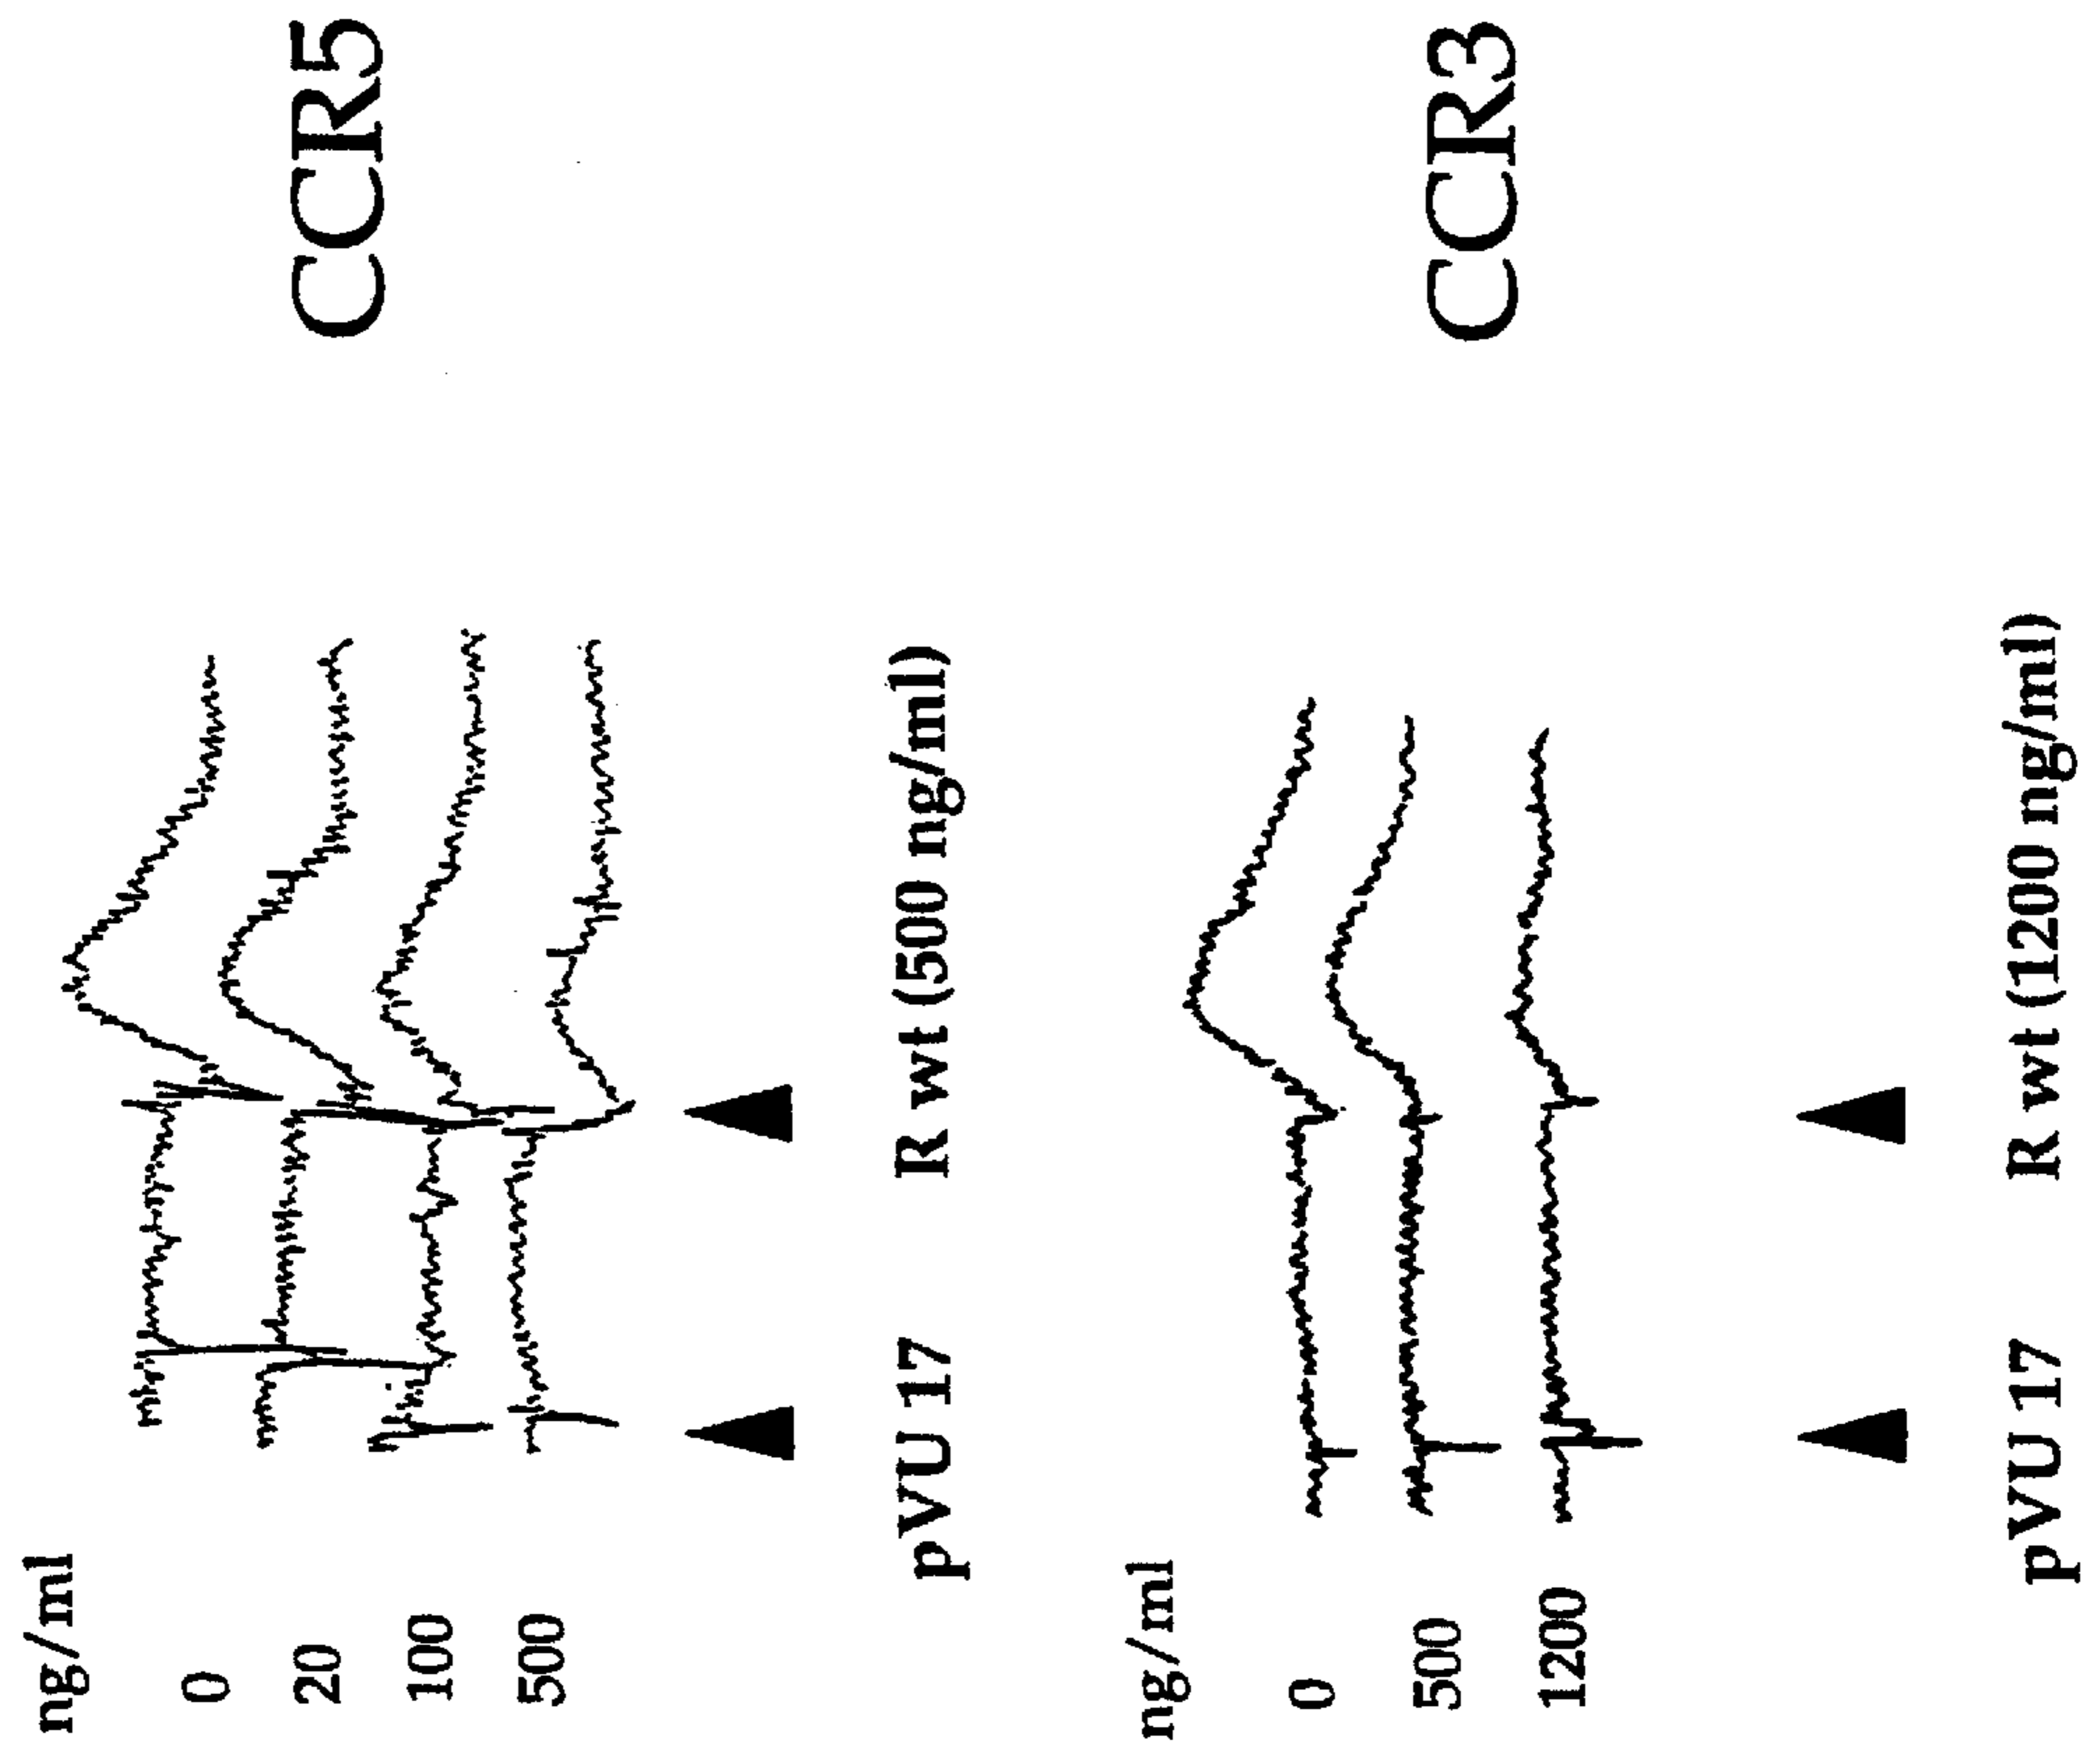 ng/ml
0
20
100
500
pVU 17 R wt (500 ng/ml)
CCR5
ng/ml
0
500
1200
pVU 17 R wt (1200 ng/ml)
CCR3